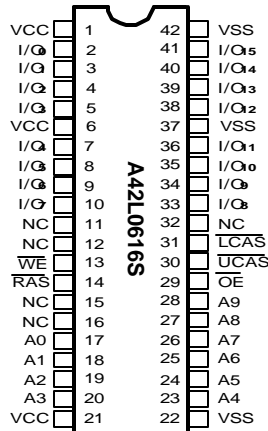 VCC 1 42 VSS
I/O0 2 41 I/O15
I/O1 3 40 I/O14
I/O2 4 39 I/O13
I/O3 5 38 I/O12
VCC 6 37 VSS
I/O4 7 36 I/O11
I/O5 8 35 I/O10
I/O6 9 34 I/O9
I/O7 10 33 I/O8
NC 11 32 NC
NC 12 31 LCAS
WE 13 30 UCAS
RAS 14 29 OE
NC 15 28 A9
NC 16 27 A8
A0 17 26 A7
A1 18 25 A6
A2 19 24 A5
A3 20 23 A4
VCC 21 22 VSS
A42L0616S